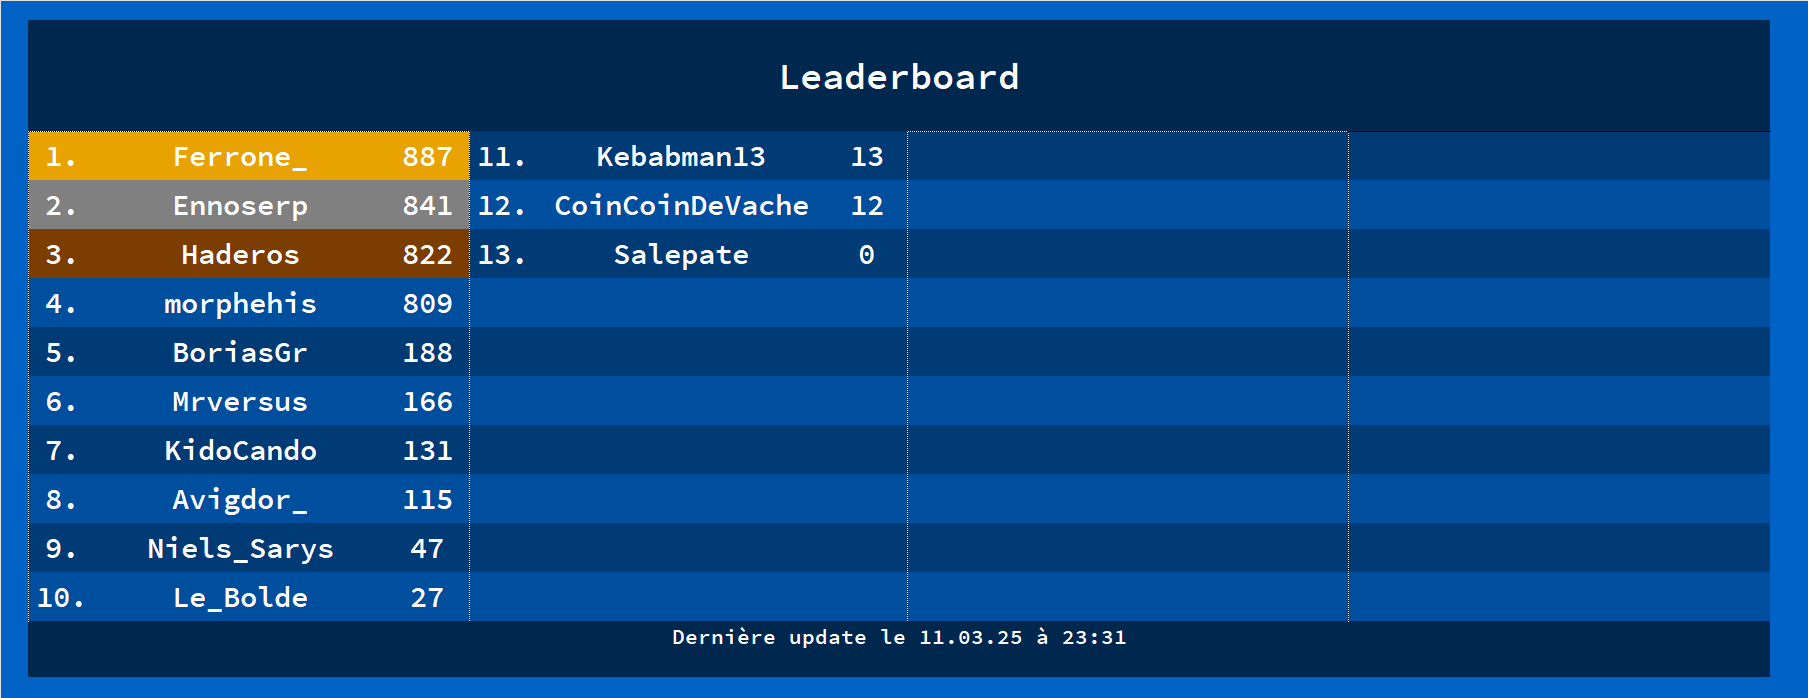 Leaderboard
1. Ferrone_ 887
2. Ennoserp 841
3. Haderos 822
4. morphehis 809
5. BoriasGr 188
6. Mrversus 166
7. KidoCando 131
8. Avigdor_ 115
9. Niels_Sarys 47
10. Le_Bolde 27
11. Kebabman13 13
12. CoinCoinDeVache 12
13. Salepate 0
Dernière update le 11.03.25 à 23:31